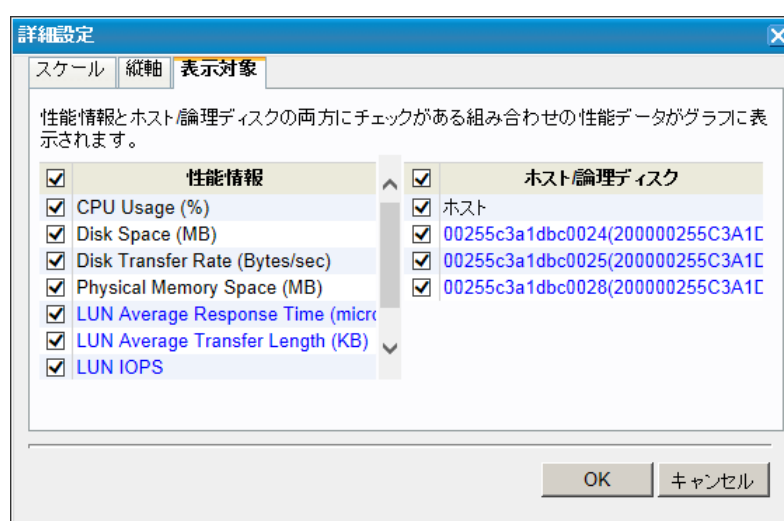 詳細設定
スケール 縦軸 表示対象
性能情報とホスト/論理ディスクの両方にチェックがある組み合わせの性能データがグラフに表
示されます。
性能情報 ホスト/論理ディスク
CPU Usage (%) ホスト
Disk Space (MB) 00255c3a1dbc0024(200000255C3A1D
Disk Transfer Rate (Bytes/sec) 00255c3a1dbc0025(200000255C3A1D
Physical Memory Space (MB) 00255c3a1dbc0028(200000255C3A1D
LUN Average Response Time (micro
LUN Average Transfer Length (KB)
LUN IOPS
OK キャンセル